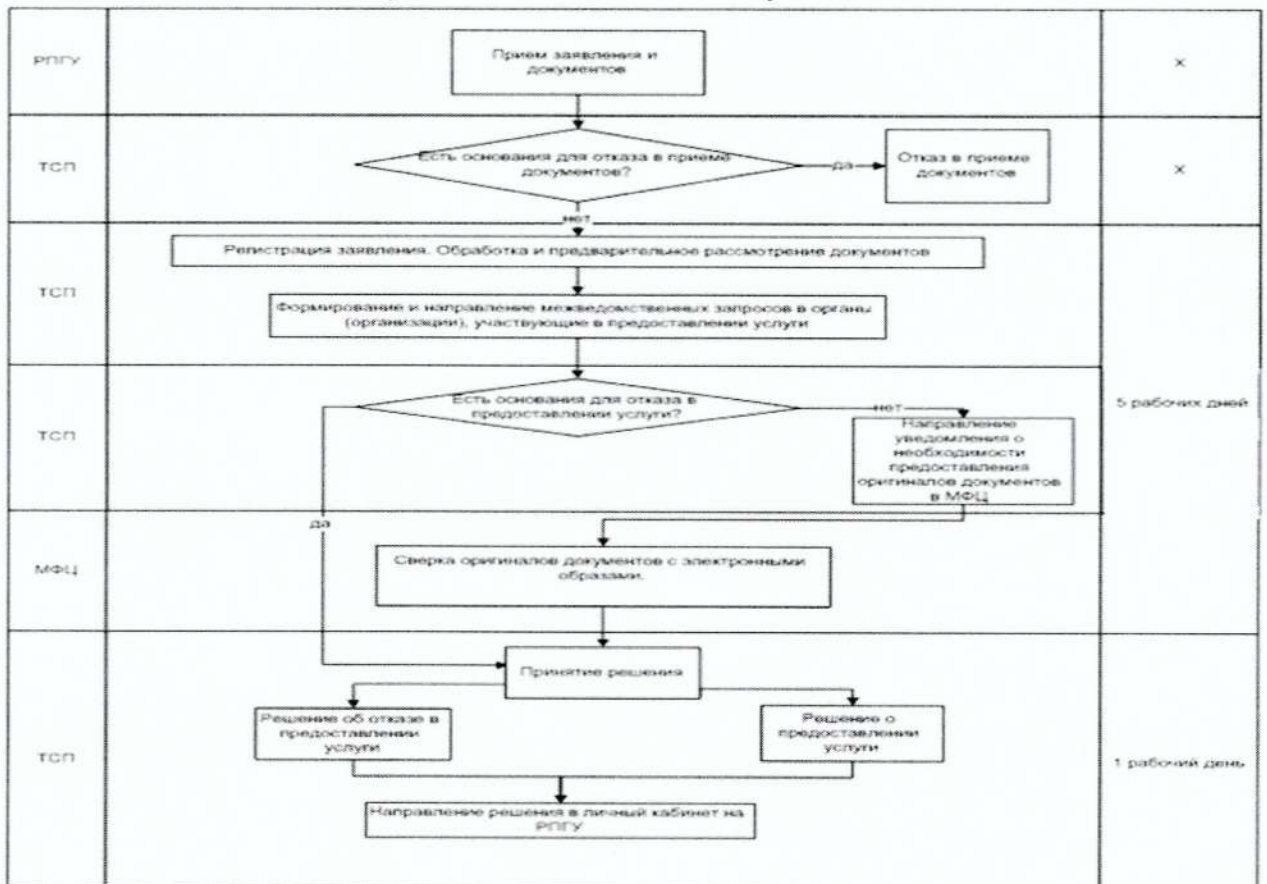 РПГУ
Прием заявления и
документов
X
ТСП
Есть основания для отказа в приеме
документов?
да
Отказ в приеме
документов
X
нет
ТСП
Регистрация заявления. Обработка и предварительное рассмотрение документов
Формирование и направление межведомственных запросов в органы
(организации), участвующие в предоставлении услуги
ТСП
Есть основания для отказа в
предоставлении услуги?
нет
Направление
уведомления о
необходимости
предоставления
оригиналов документов
в МФЦ
5 рабочих дней
да
МФЦ
Сверка оригиналов документов с электронными
образами.
ТСП
Принятие решения
Решение об отказе в
предоставлении
услуги
Решение о
предоставлении
услуги
1 рабочий день
Направление решения в личный кабинет на
РПГУ